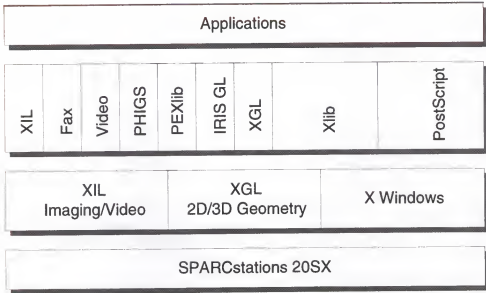 Applications
XIL
Fax
Video
PHIGS
PEXlib
IRIS GL
XGL
Xlib
PostScript
XIL
Imaging/Video
XGL
2D/3D Geometry
X Windows
SPARCstations 20SX